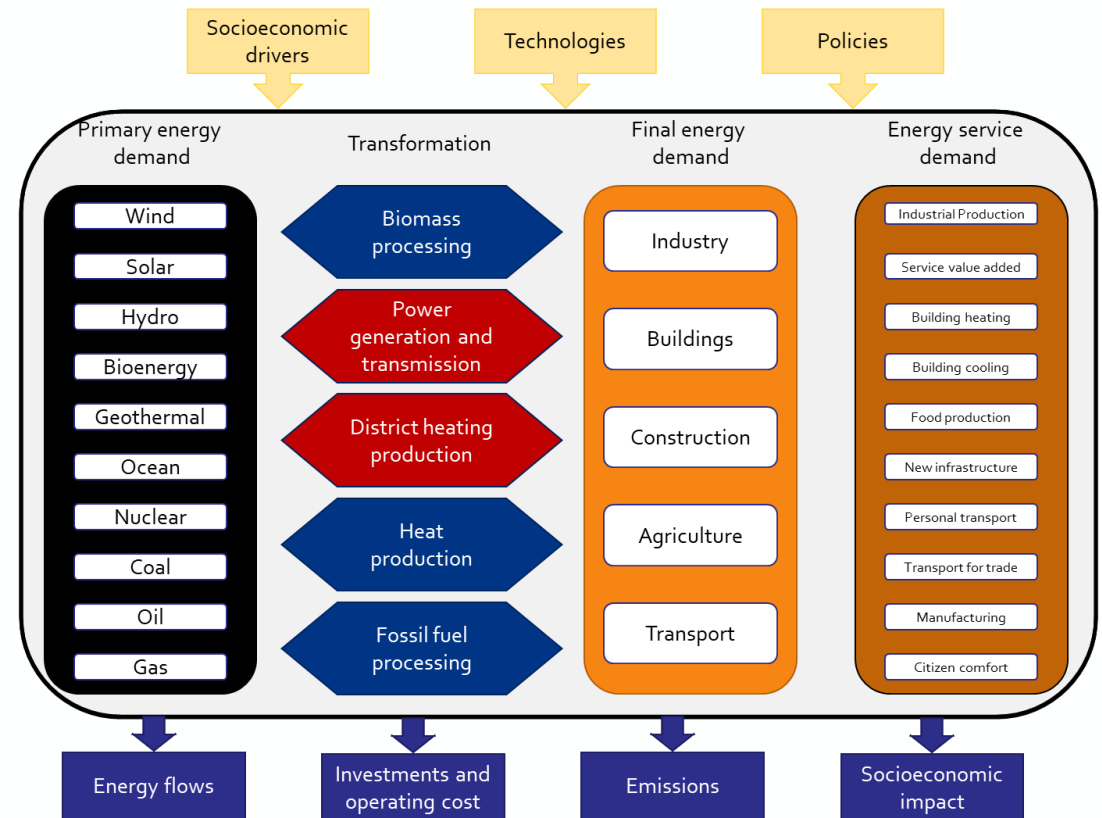 Socioeconomic
drivers
Technologies
Policies
Primary energy
demand
Transformation
Final energy
demand
Energy service
demand
Wind
Solar
Hydro
Bioenergy
Geothermal
Ocean
Nuclear
Coal
Oil
Gas
Biomass
processing
Power
generation and
transmission
District heating
production
Heat
production
Fossil fuel
processing
Industry
Buildings
Construction
Agriculture
Transport
Industrial Production
Service value added
Building heating
Building cooling
Food production
New infrastructure
Personal transport
Transport for trade
Manufacturing
Citizen comfort
Energy flows
Investments and
operating cost
Emissions
Socioeconomic
impact